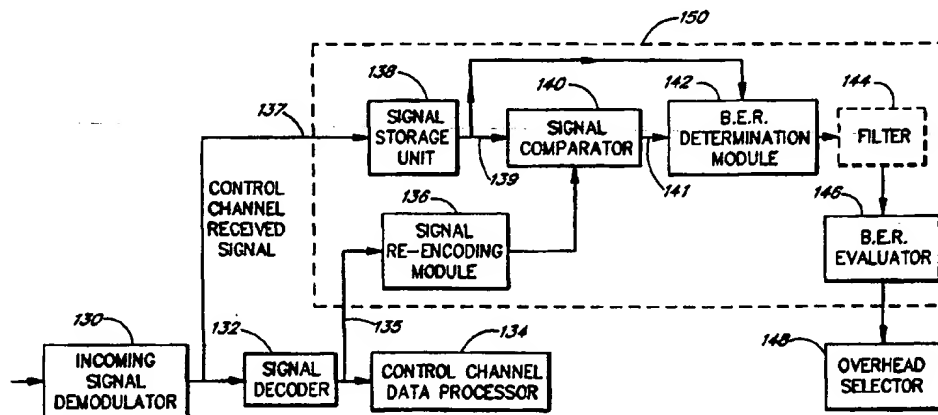 150
138
SIGNAL
STORAGE
UNIT
140
SIGNAL
COMPARATOR
142
B.E.R.
DETERMINATION
MODULE
144
FILTER
137
139
141
CONTROL
CHANNEL
RECEIVED
SIGNAL
136
SIGNAL
RE-ENCODING
MODULE
146
B.E.R.
EVALUATOR
130
INCOMING
SIGNAL
DEMODULATOR
132
SIGNAL
DECODER
135
134
CONTROL CHANNEL
DATA PROCESSOR
148
OVERHEAD
SELECTOR